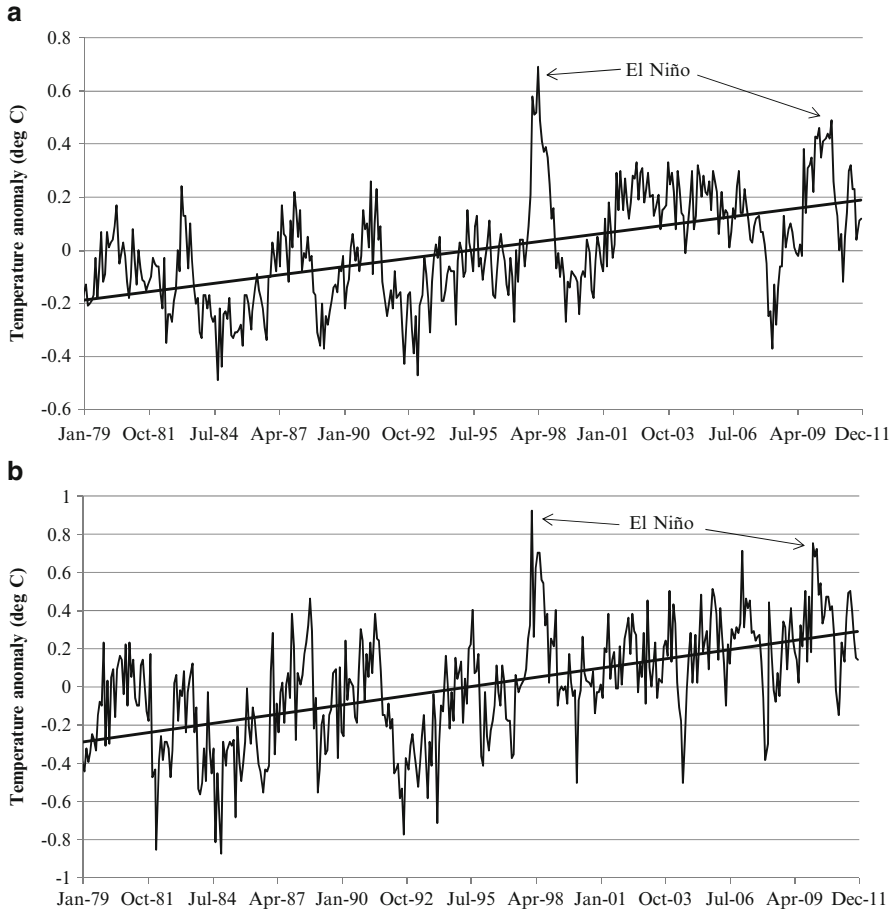 a
Temperature anomaly (deg C)
0.8
0.6
0.4
0.2
0
-0.2
-0.4
-0.6
El Niño
Jan-79 Oct-81 Jul-84 Apr-87 Jan-90 Oct-92 Jul-95 Apr-98 Jan-01 Oct-03 Jul-06 Apr-09 Dec-11
b
Temperature anomaly (deg C)
1
0.8
0.6
0.4
0.2
0
-0.2
-0.4
-0.6
-0.8
-1
El Niño
Jan-79 Oct-81 Jul-84 Apr-87 Jan-90 Oct-92 Jul-95 Apr-98 Jan-01 Oct-03 Jul-06 Apr-09 Dec-11